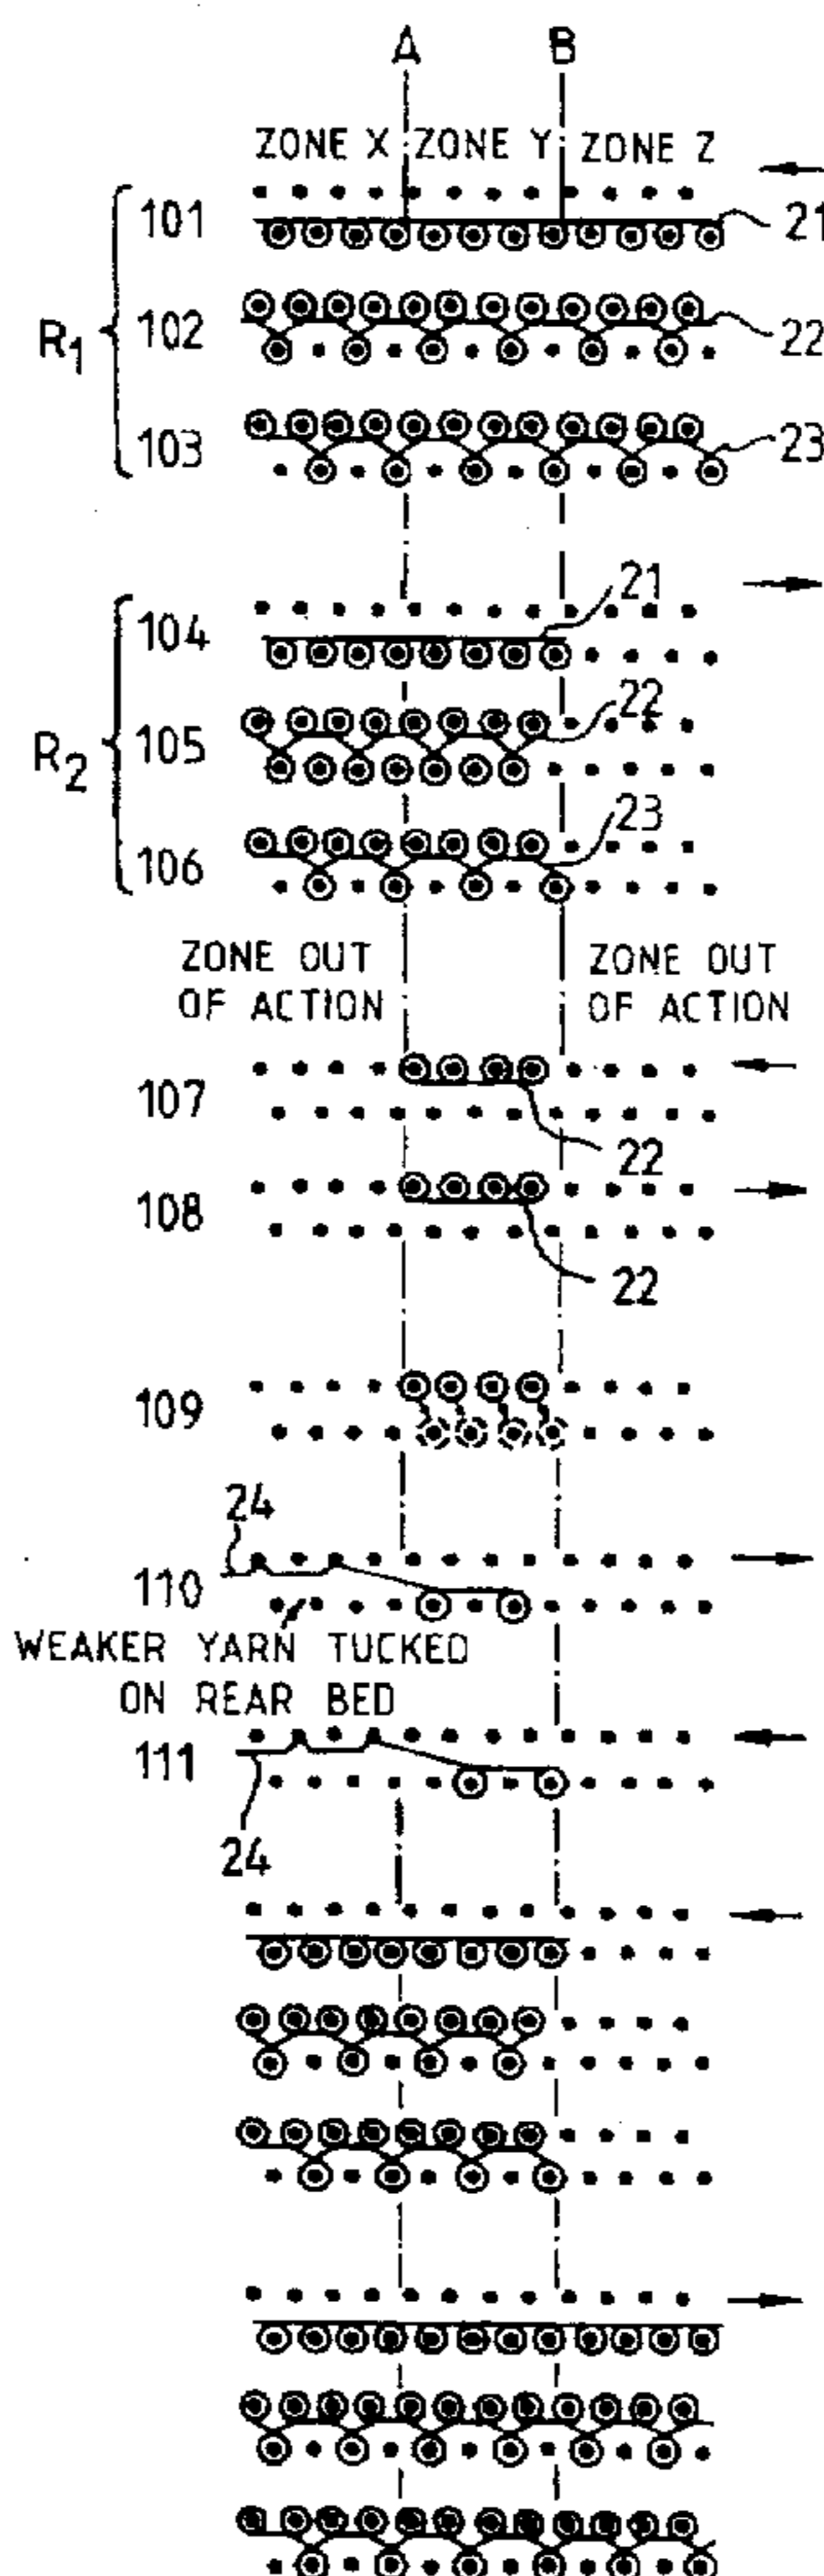 A B
ZONE X ZONE Y ZONE Z
101 21
R1 102 22
103 23
104 21
R2 105 22
106 23
ZONE OUT OF ACTION ZONE OUT OF ACTION
107
22
108
22
109
24
110
WEAKER YARN TUCKED
ON REAR BED
111
24